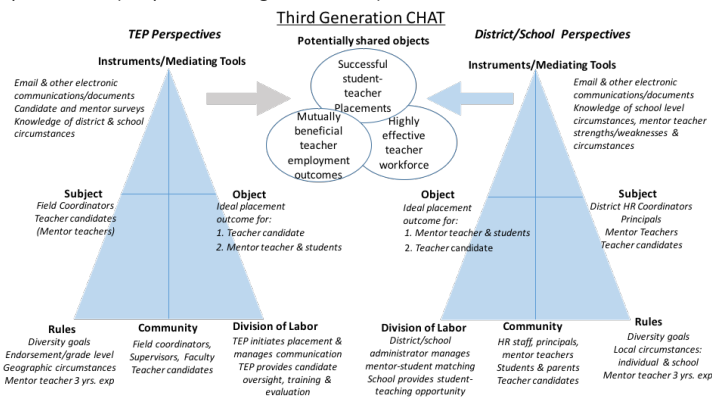 Third Generation CHAT
TEP Perspectives
Instruments/Mediating Tools
Email & other electronic
communications/documents
Candidate and mentor surveys
Knowledge of district & school
circumstances
Subject
Field Coordinators
Teacher candidates
(Mentor teachers)
Object
Ideal placement
outcome for:
1. Teacher candidate
2. Mentor teacher & students
Rules
Diversity goals
Endorsement/grade level
Geographic circumstances
Mentor teacher 3 yrs. exp
Community
Field coordinators,
Supervisors, Faculty
Teacher candidates
Division of Labor
TEP initiates placement &
manages communication
TEP provides candidate
oversight, training &
evaluation
Potentially shared objects
Successful
student-
teacher
Placements
Mutually
beneficial
teacher
employment
outcomes
Highly
effective
teacher
workforce
District/School Perspectives
Instruments/Mediating Tools
Email & other electronic
communications/documents
Knowledge of school level
circumstances, mentor teacher
strengths/weaknesses &
circumstances
Object
Ideal placement
outcome for:
1. Mentor teacher & students
2. Teacher candidate
Subject
District HR Coordinators
Principals
Mentor Teachers
Teacher candidates
Division of Labor
District/school
administrator manages
mentor-student matching
School provides student-
teaching opportunity
Community
HR staff, principals,
mentor teachers
Students & parents
Teacher candidates
Rules
Diversity goals
Local circumstances:
individual & school
Mentor teacher 3 yrs. exp